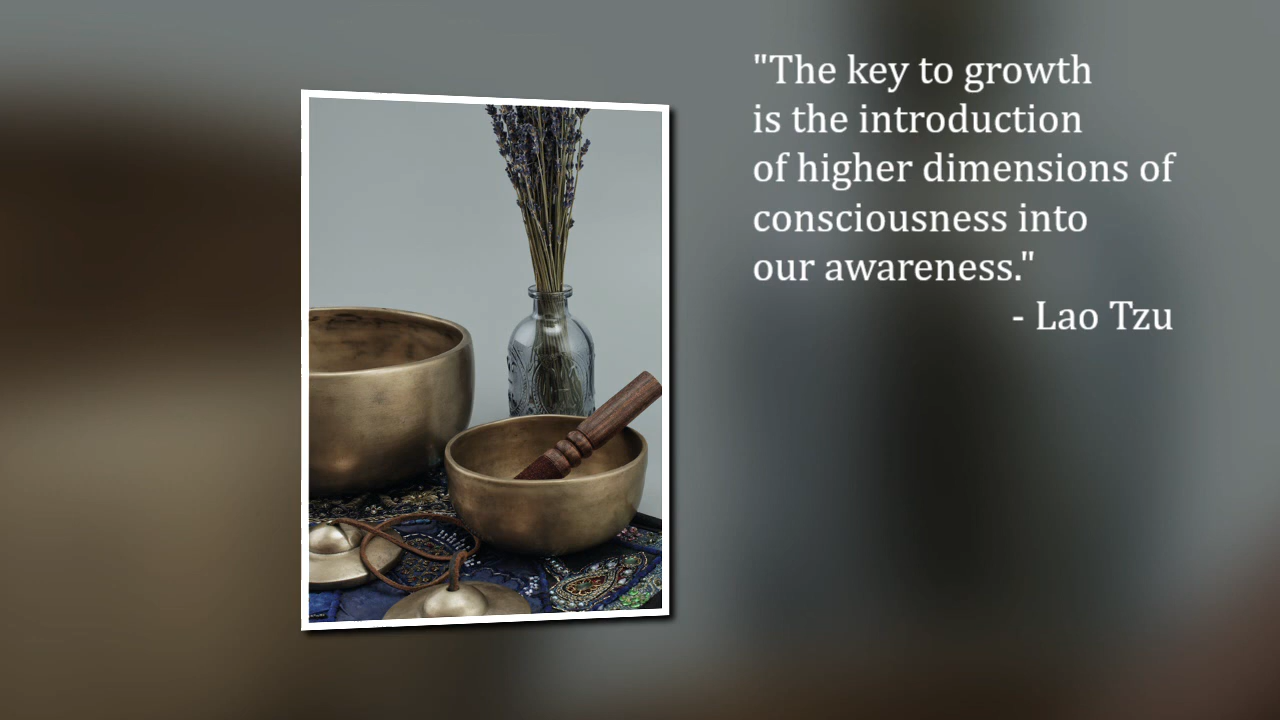 "The key to growth
is the introduction
of higher dimensions of
consciousness into
our awareness."
- Lao Tzu